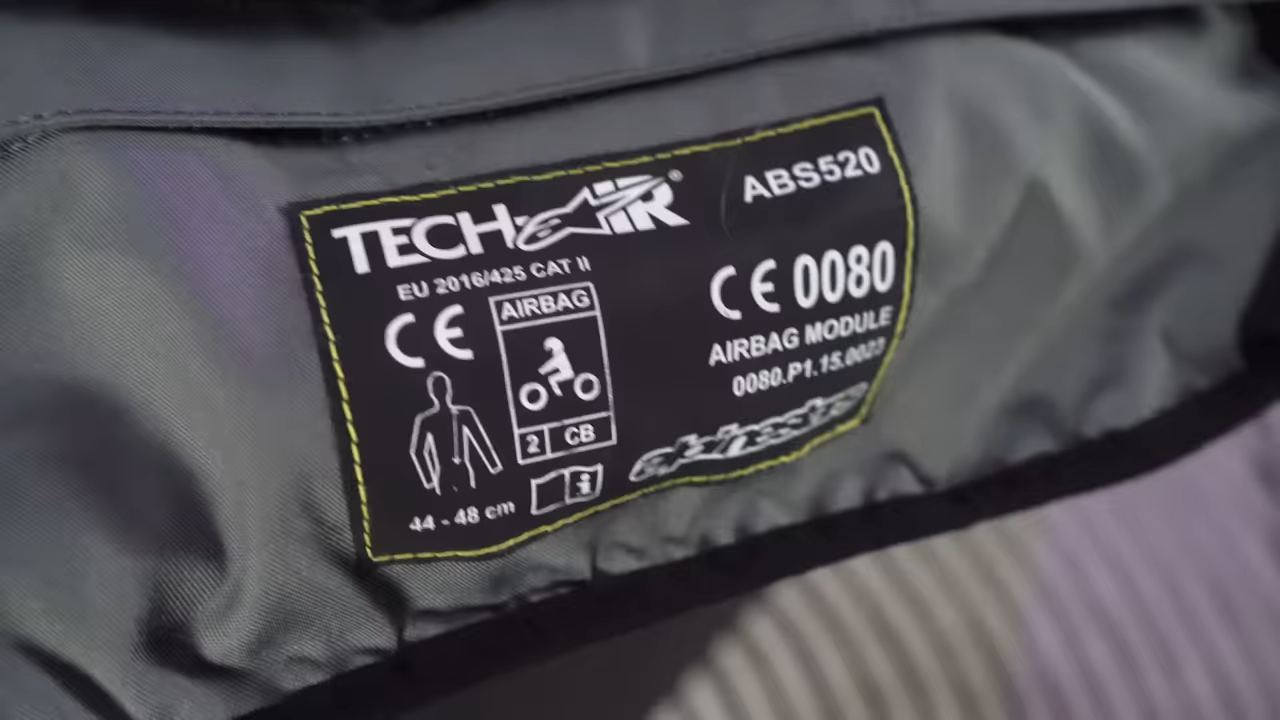 TECH-AIR®
ABS520
EU 2016/425 CAT II
CE
AIRBAG
2 CB
i
44 - 48 cm
CE 0080
AIRBAG MODULE
0080.P1.15.0023
alpinestars